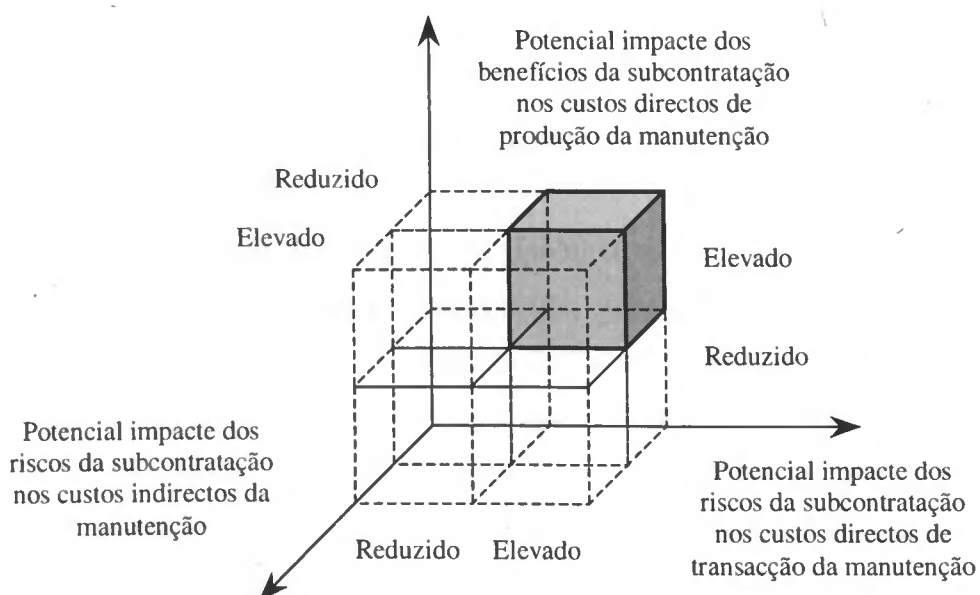 Potencial impacte dos
benefícios da subcontratação
nos custos directos de
produção da manutenção
Reduzido
Elevado
Elevado
Reduzido
Potencial impacte dos
riscos da subcontratação
nos custos indirectos da
manutenção
Potencial impacte dos
riscos da subcontratação
nos custos directos de
transacção da manutenção
Reduzido
Elevado